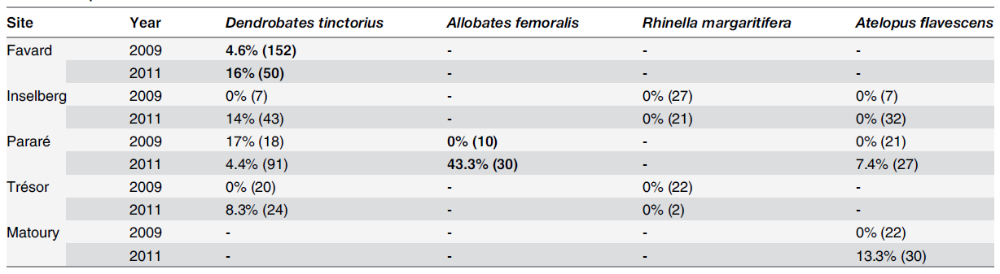 Site Year Dendrobates tinctorius Allobates femoralis Rhinella margaritifera Atelopus flavescens
Favard 2009 4.6% (152) - - -
2011 16% (50) - - -
Inselberg 2009 0% (7) - 0% (27) 0% (7)
2011 14% (43) - 0% (21) 0% (32)
Pararé 2009 17% (18) 0% (10) - 0% (21)
2011 4.4% (91) 43.3% (30) - 7.4% (27)
Trésor 2009 0% (20) - 0% (22) -
2011 8.3% (24) - 0% (2) -
Matoury 2009 - - - 0% (22)
2011 - - - 13.3% (30)